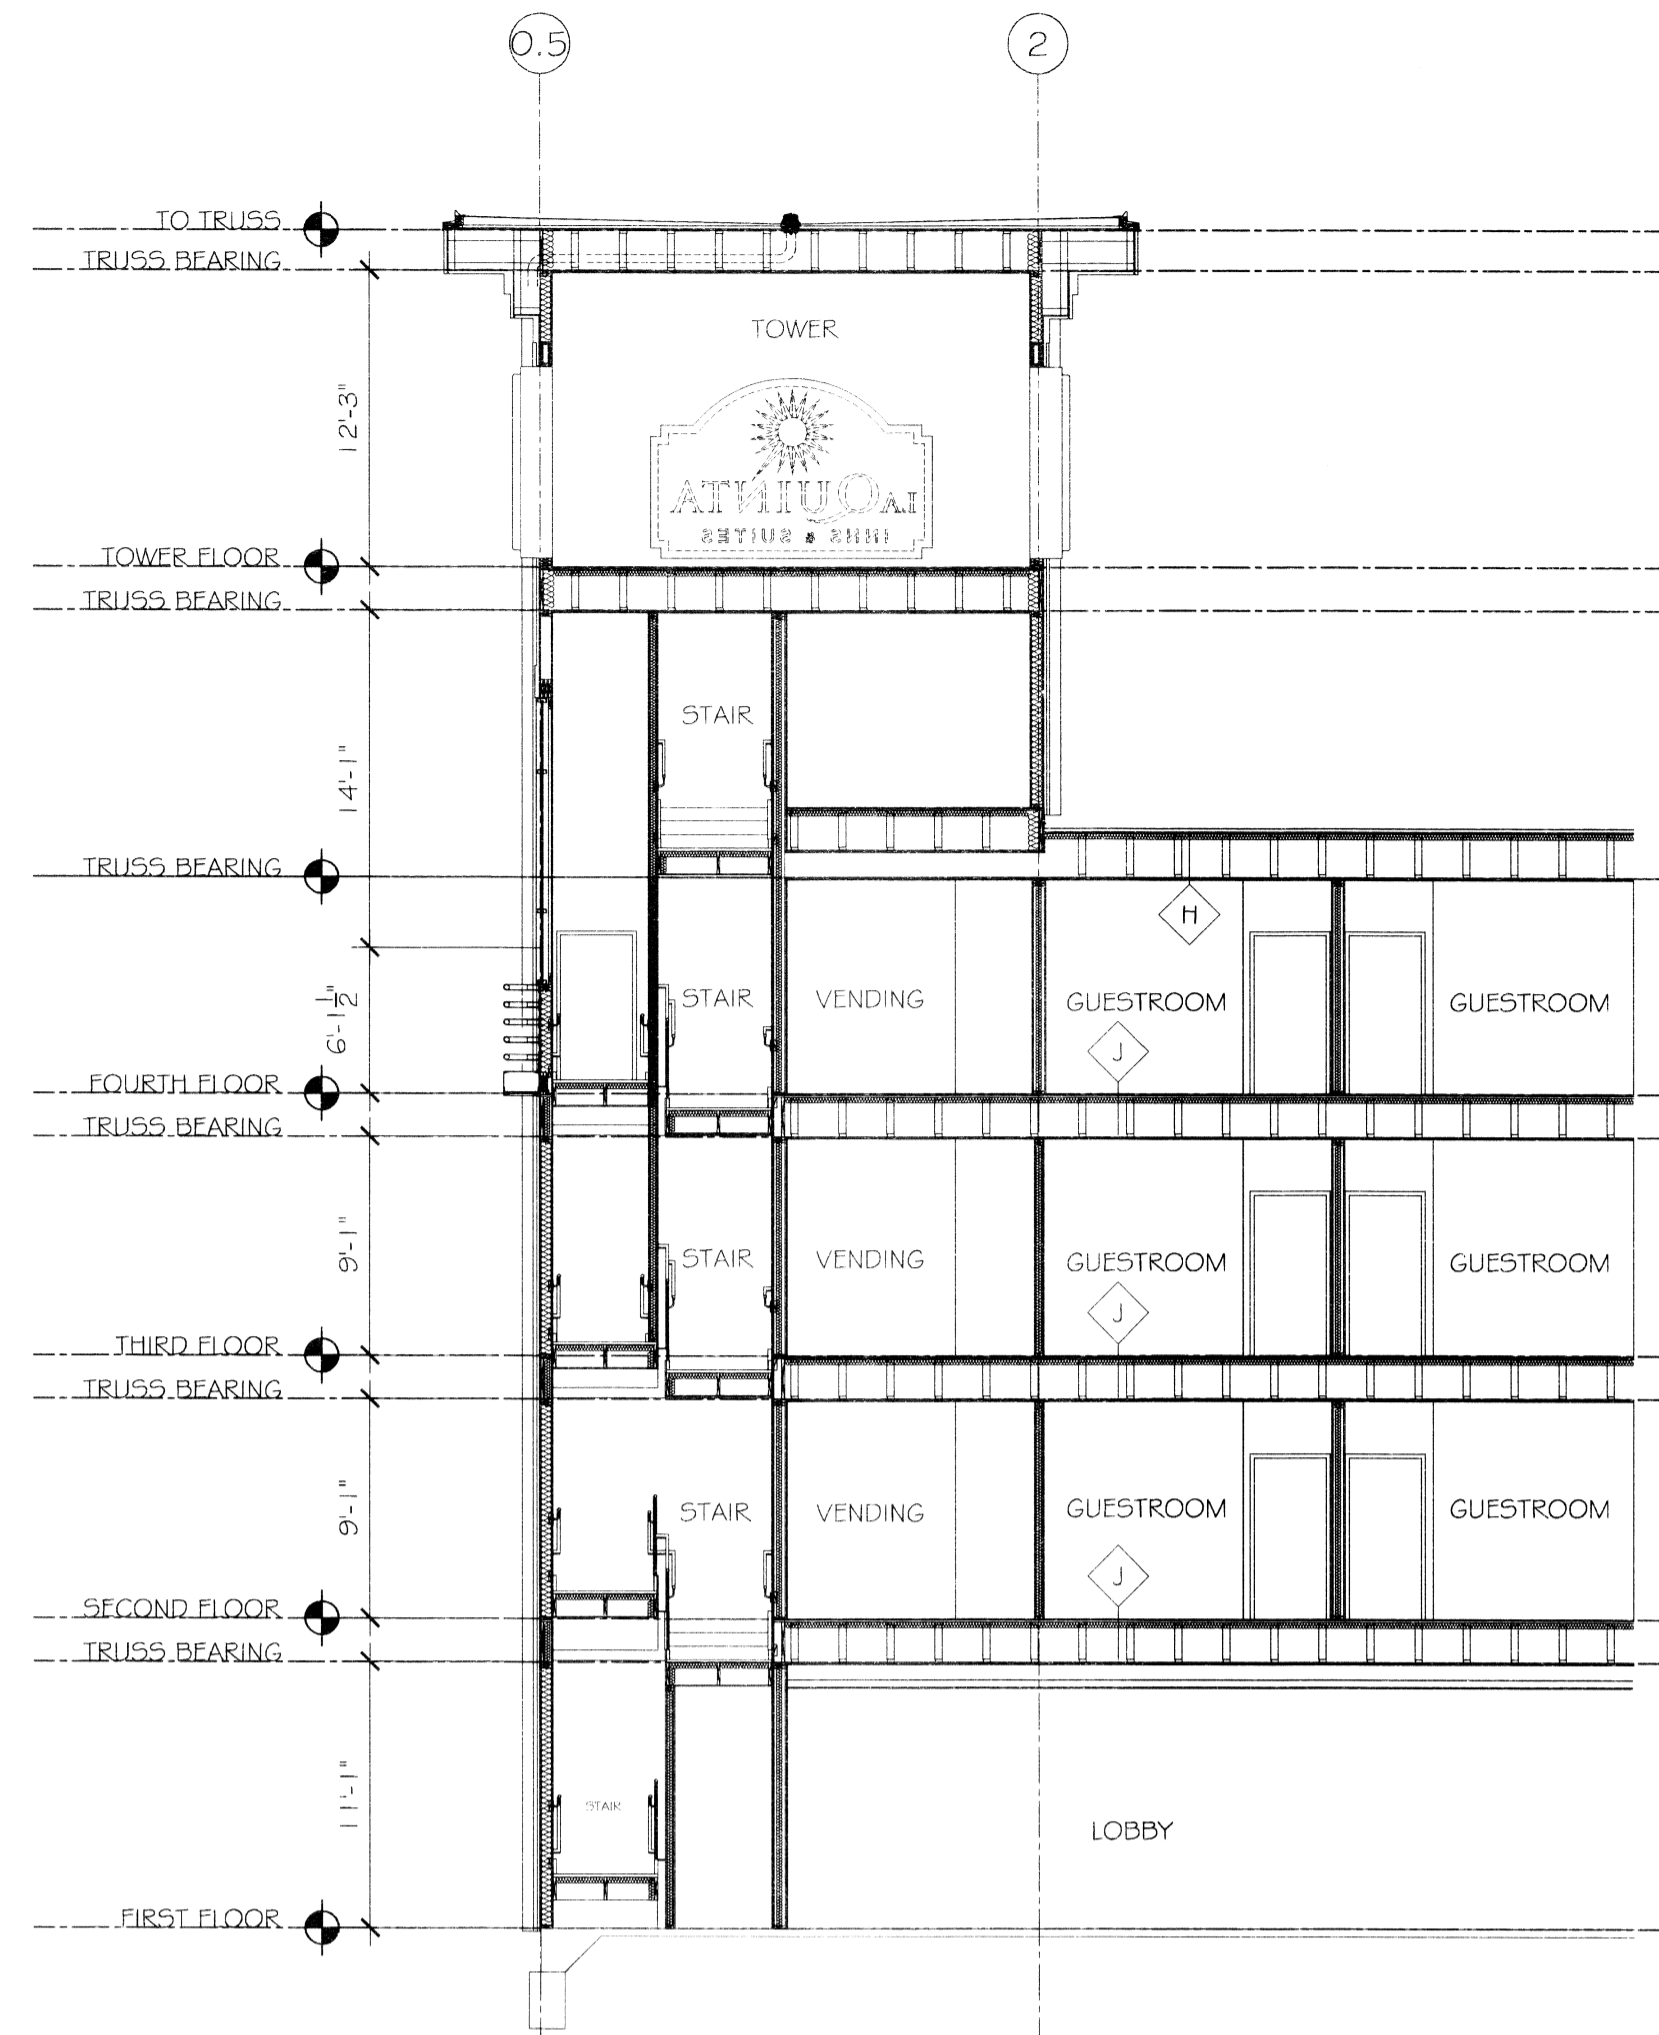 0.5
2
TO TRUSS
TRUSS BEARING
TOWER
12'-3"
LA QUINTA
INNS & SUITES
TOWER FLOOR
TRUSS BEARING
STAIR
14'-1"
TRUSS BEARING
H
STAIR
VENDING
GUESTROOM
GUESTROOM
6'-1 1/2"
J
FOURTH FLOOR
TRUSS BEARING
9'-1"
STAIR
VENDING
GUESTROOM
GUESTROOM
J
THIRD FLOOR
TRUSS BEARING
9'-1"
STAIR
VENDING
GUESTROOM
GUESTROOM
J
SECOND FLOOR
TRUSS BEARING
11'-1"
STAIR
LOBBY
FIRST FLOOR